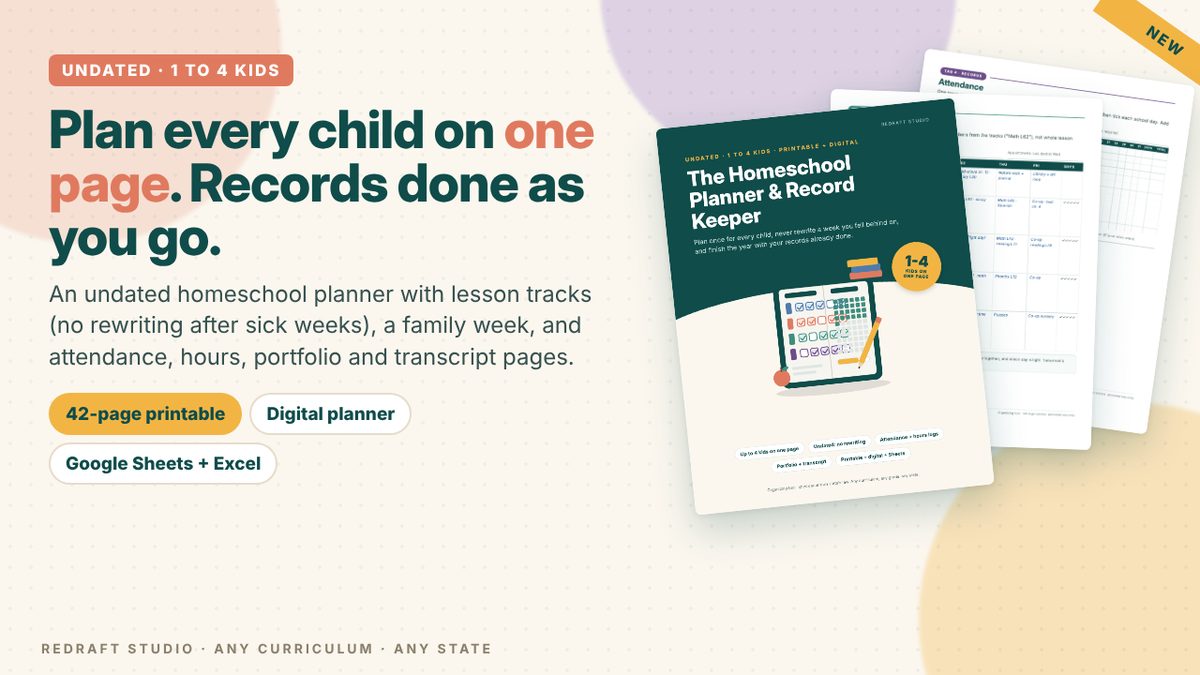 UNDATED · 1 TO 4 KIDS
Plan every child on one
page. Records done as
you go.
An undated homeschool planner with lesson tracks
(no rewriting after sick weeks), a family week, and
attendance, hours, portfolio and transcript pages.
42-page printable
Digital planner
Google Sheets + Excel
REDRAFT STUDIO · ANY CURRICULUM · ANY STATE
NEW
REDRAFT STUDIO
UNDATED · 1 TO 4 KIDS · PRINTABLE + DIGITAL
The Homeschool
Planner & Record
Keeper
Plan once for every child, never rewrite a week you fell behind on,
and finish the year with your records already done.
1-4
KIDS ON
ONE PAGE
Up to 4 kids on one page
Undated: no rewriting
Attendance + hours logs
Portfolio + transcript
Printable + digital + Sheets
Attendance